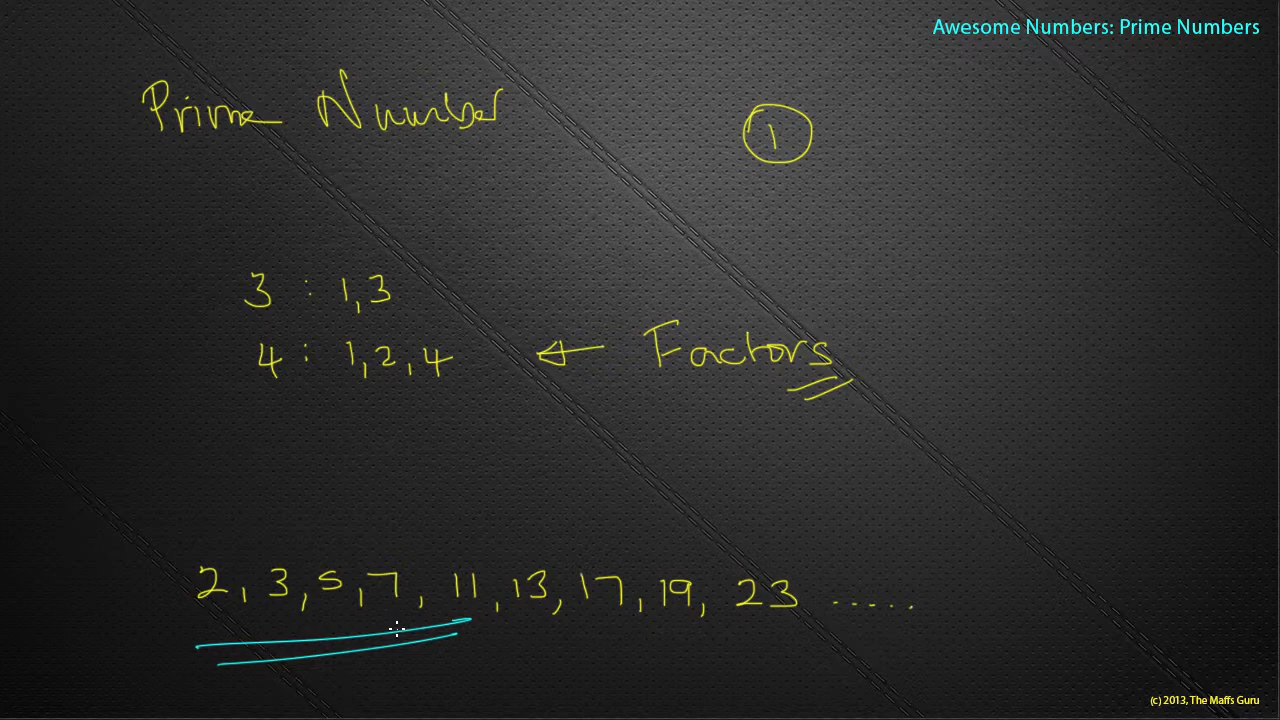 Awesome Numbers: Prime Numbers
Prime Number
1
3 : 1,3
4 : 1,2,4 ← Factors
2, 3, 5, 7, 11, 13, 17, 19, 23 .....
(c) 2013, The Maffs Guru